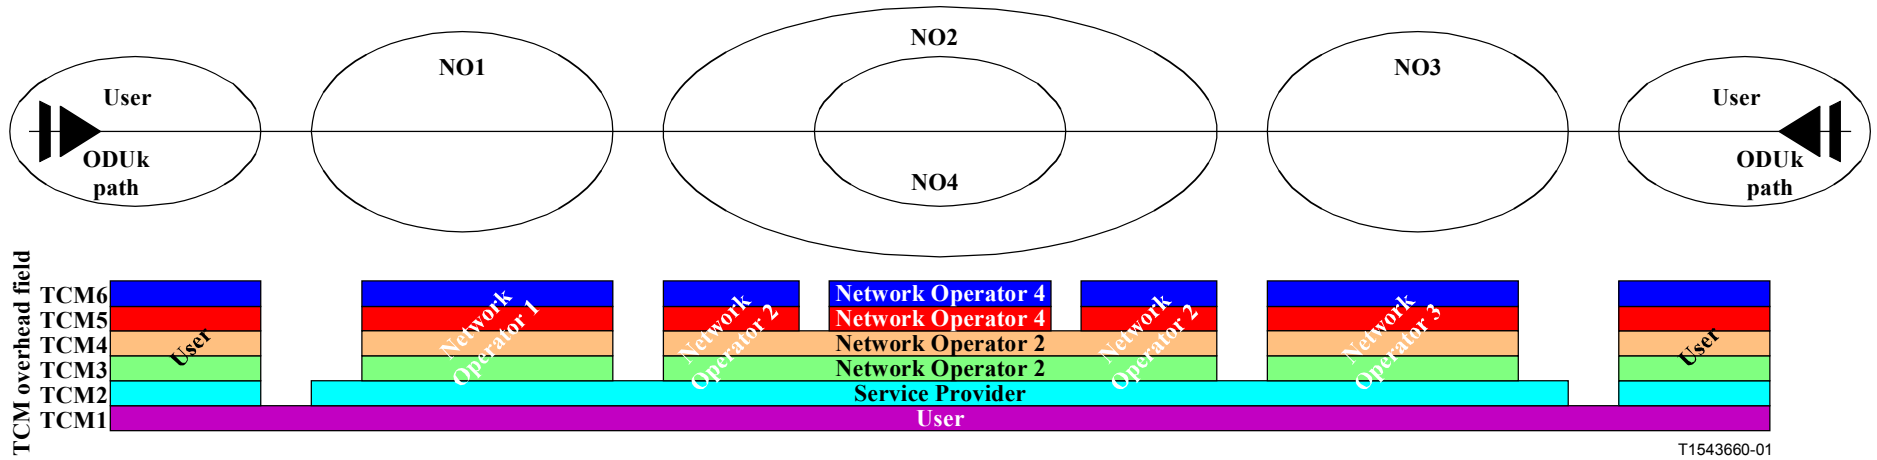 NO2
NO1
NO3
User
User
ODUk
path
ODUk
path
NO4
TCM overhead field
TCM6
TCM5
TCM4
TCM3
TCM2
TCM1
User
Network
Operator 1
Network
Operator 2
Network Operator 4
Network Operator 4
Network Operator 2
Network Operator 2
Network
Operator 2
Network
Operator 3
User
Service Provider
User
T1543660-01